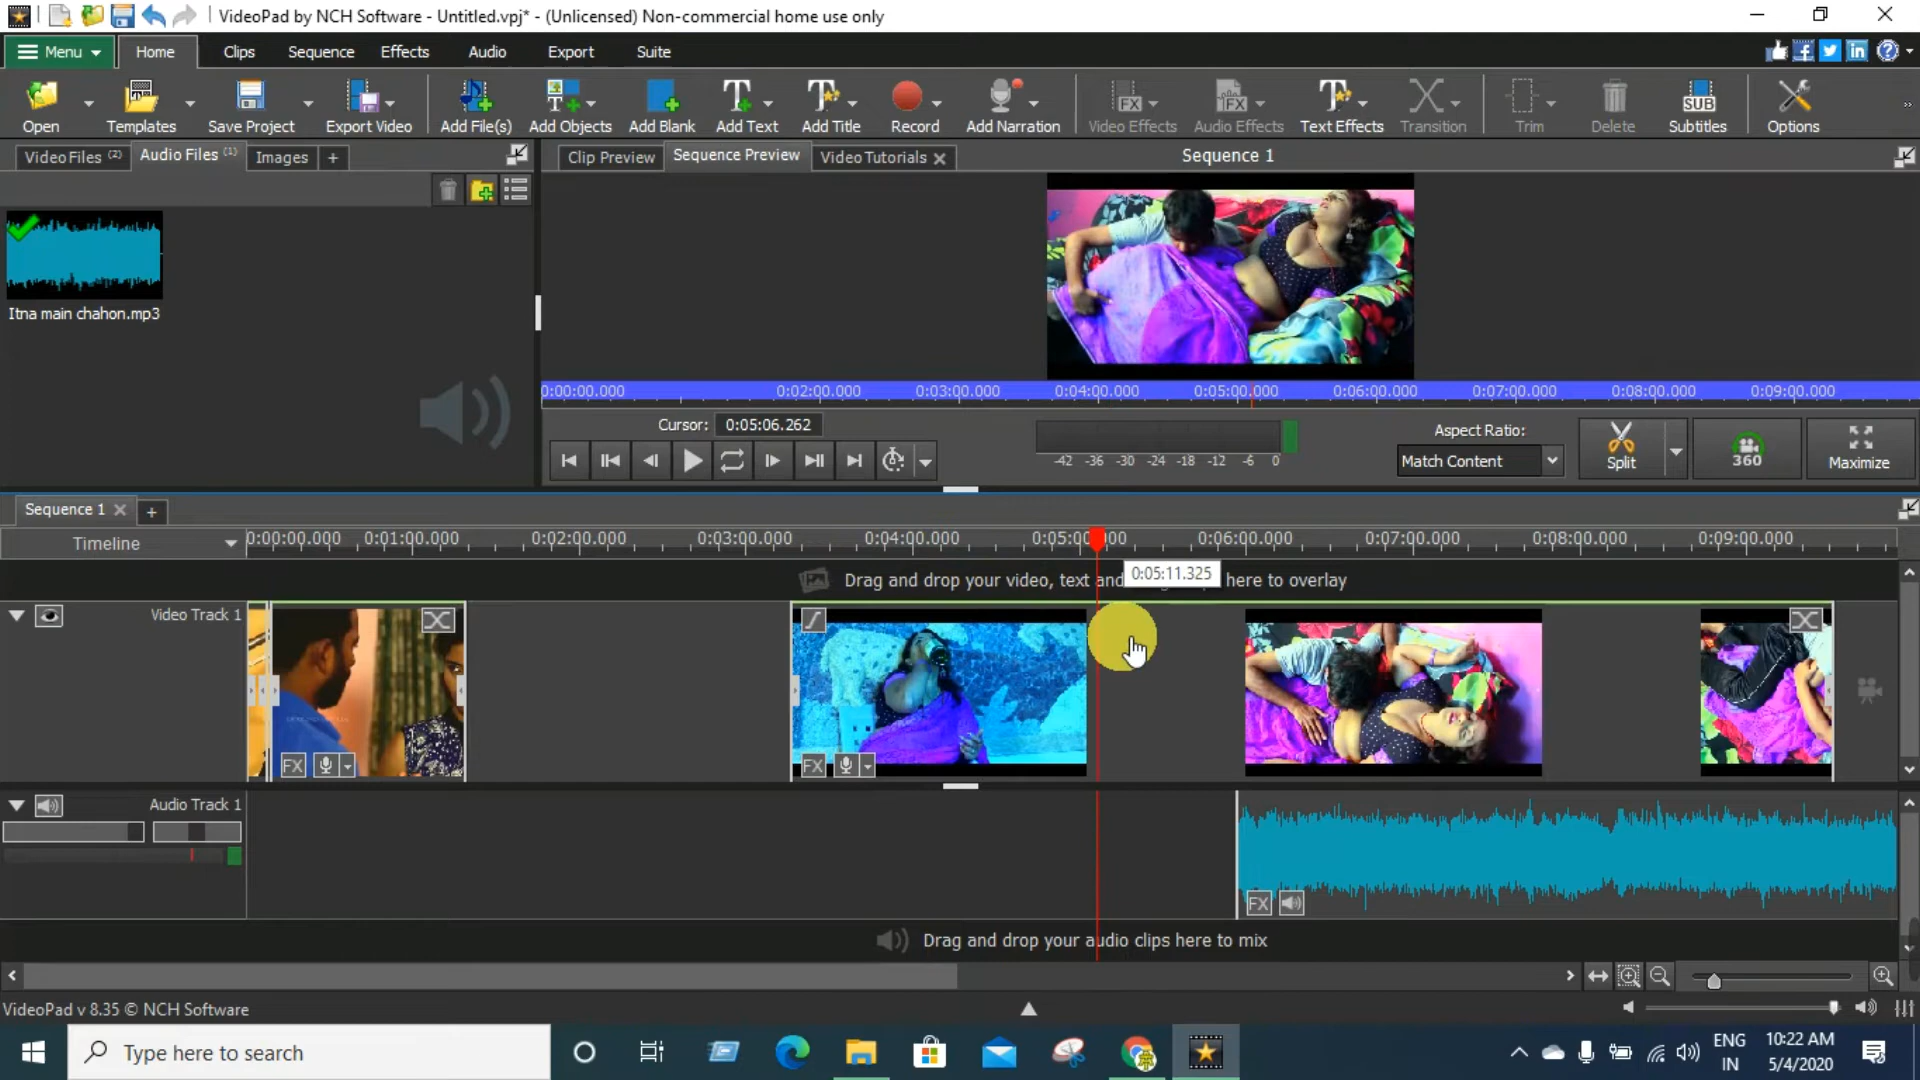 VideoPad by NCH Software - Untitled.vpj* - (Unlicensed) Non-commercial home use only
Menu Home Clips Sequence Effects Audio Export Suite
Open Templates Save Project Export Video Add File(s) Add Objects Add Blank Add Text Add Title Record Add Narration Video Effects Audio Effects Text Effects Transition Trim Delete Subtitles Options
Video Files (2) Audio Files (1) Images +
Clip Preview Sequence Preview Video Tutorials Sequence 1
Itna main chahon.mp3
0:00:00.000 0:02:00.000 0:03:00.000 0:04:00.000 0:05:00.000 0:06:00.000 0:07:00.000 0:08:00.000 0:09:00.000
Cursor: 0:05:06.262
-42 -36 -30 -24 -18 -12 -6 0
Aspect Ratio:
Match Content
Split
360
Maximize
Sequence 1
Timeline
0:00:00.000 0:01:00.000 0:02:00.000 0:03:00.000 0:04:00.000 0:06:00.000 0:07:00.000 0:08:00.000 0:09:00.000
0:05:11.325
Drag and drop your video, text and here to overlay
Video Track 1
FX FX
Audio Track 1
FX
Drag and drop your audio clips here to mix
VideoPad v 8.35 © NCH Software
Type here to search
ENG
IN
10:22 AM
5/4/2020